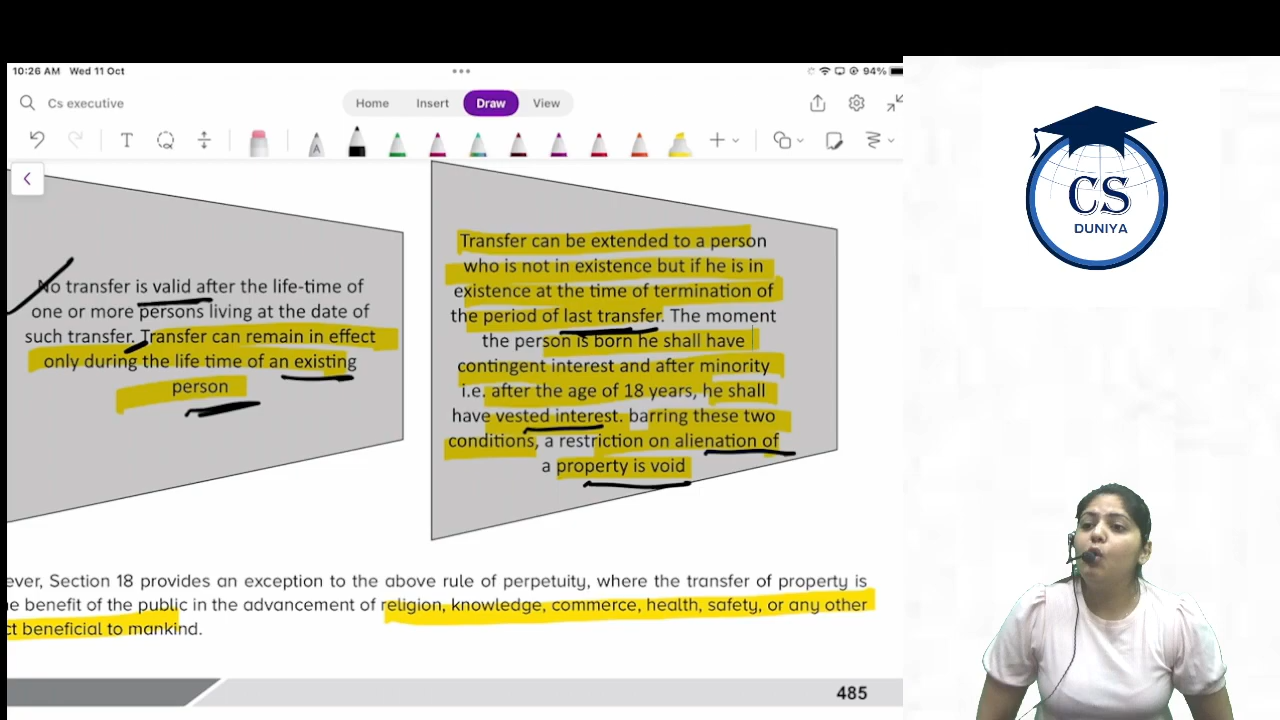 10:26 AM Wed 11 Oct
94%
Cs executive
Home Insert Draw View
No transfer is valid after the life-time of
one or more persons living at the date of
such transfer. Transfer can remain in effect
only during the life time of an existing
person
Transfer can be extended to a person
who is not in existence but if he is in
existence at the time of termination of
the period of last transfer. The moment
the person is born he shall have
contingent interest and after minority
i.e. after the age of 18 years, he shall
have vested interest. barring these two
conditions, a restriction on alienation of
a property is void
ever, Section 18 provides an exception to the above rule of perpetuity, where the transfer of property is
e benefit of the public in the advancement of religion, knowledge, commerce, health, safety, or any other
ct beneficial to mankind.
485
CS
DUNIYA